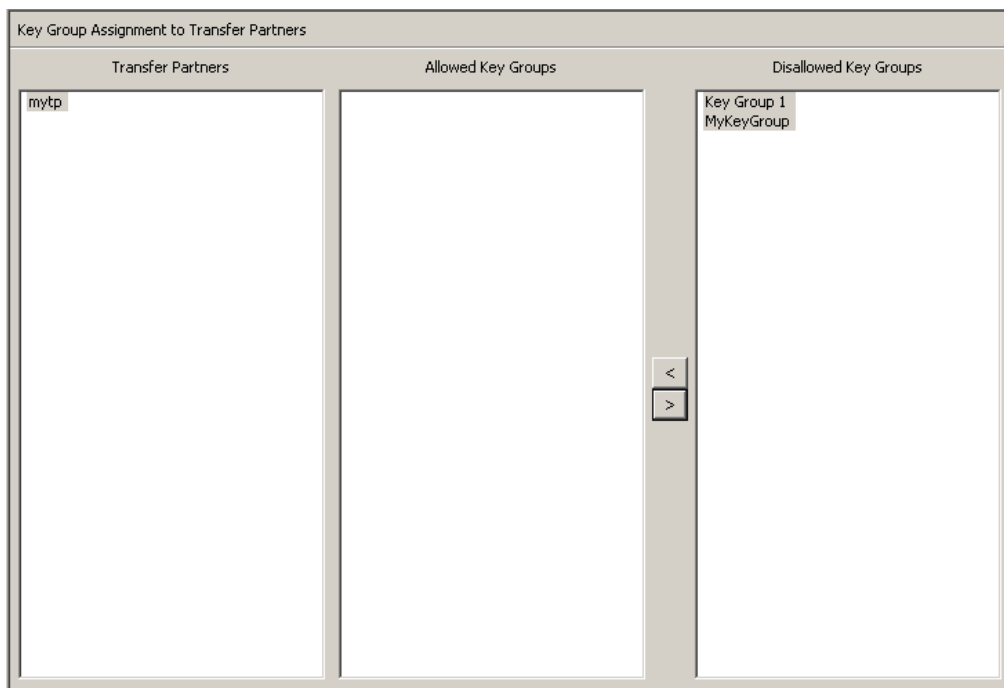 Key Group Assignment to Transfer Partners
Transfer Partners
Allowed Key Groups
Disallowed Key Groups
mytp
Key Group 1
MyKeyGroup
<
>